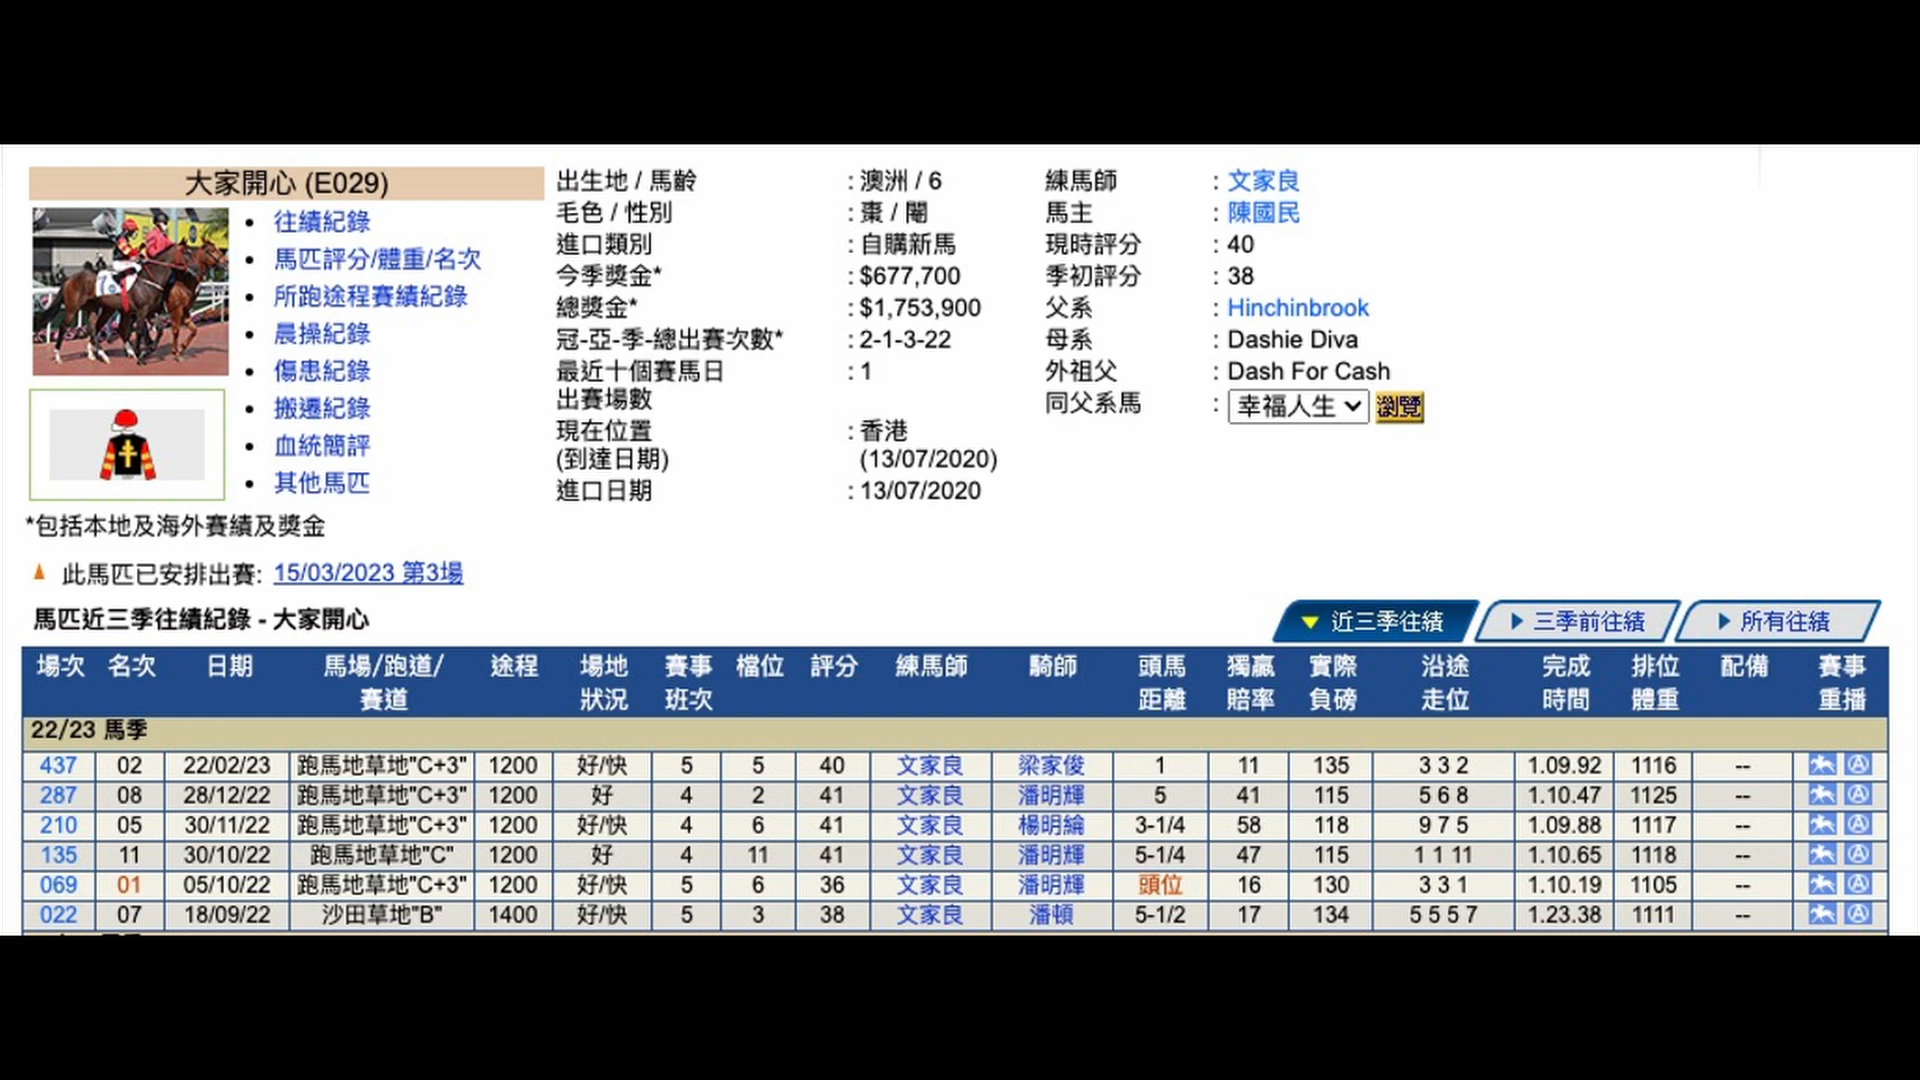 大家開心 (E029)
往績紀錄
馬匹評分/體重/名次
所跑途程賽績紀錄
晨操紀錄
傷患紀錄
搬遷紀錄
血統簡評
其他馬匹
出生地 / 馬齡 : 澳洲 / 6
毛色 / 性別 : 棗 / 閹
進口類別 : 自購新馬
今季獎金* : $677,700
總獎金* : $1,753,900
冠-亞-季-總出賽次數* : 2-1-3-22
最近十個賽馬日 : 1
出賽場數
現在位置 : 香港
(到達日期) (13/07/2020)
進口日期 : 13/07/2020
練馬師 : 文家良
馬主 : 陳國民
現時評分 : 40
季初評分 : 38
父系 : Hinchinbrook
母系 : Dashie Diva
外祖父 : Dash For Cash
同父系馬 : 幸福人生 瀏覽
*包括本地及海外賽績及獎金
此馬匹已安排出賽: 15/03/2023 第3場
馬匹近三季往績紀錄 - 大家開心
近三季往績 三季前往績 所有往績
場次 名次 日期 馬場/跑道/ 途程 場地 賽事 檔位 評分 練馬師 騎師 頭馬 獨贏 實際 沿途 完成 排位 配備 賽事
賽道 狀況 班次 距離 賠率 負磅 走位 時間 體重 重播
22/23 馬季
437 02 22/02/23 跑馬地草地"C+3" 1200 好/快 5 5 40 文家良 梁家俊 1 11 135 3 3 2 1.09.92 1116 --
287 08 28/12/22 跑馬地草地"C+3" 1200 好 4 2 41 文家良 潘明輝 5 41 115 5 6 8 1.10.47 1125 --
210 05 30/11/22 跑馬地草地"C+3" 1200 好/快 4 6 41 文家良 楊明綸 3-1/4 58 118 9 7 5 1.09.88 1117 --
135 11 30/10/22 跑馬地草地"C" 1200 好 4 11 41 文家良 潘明輝 5-1/4 47 115 1 1 11 1.10.65 1118 --
069 01 05/10/22 跑馬地草地"C+3" 1200 好/快 5 6 36 文家良 潘明輝 頭位 16 130 3 3 1 1.10.19 1105 --
022 07 18/09/22 沙田草地"B" 1400 好/快 5 3 38 文家良 潘頓 5-1/2 17 134 5 5 5 7 1.23.38 1111 --